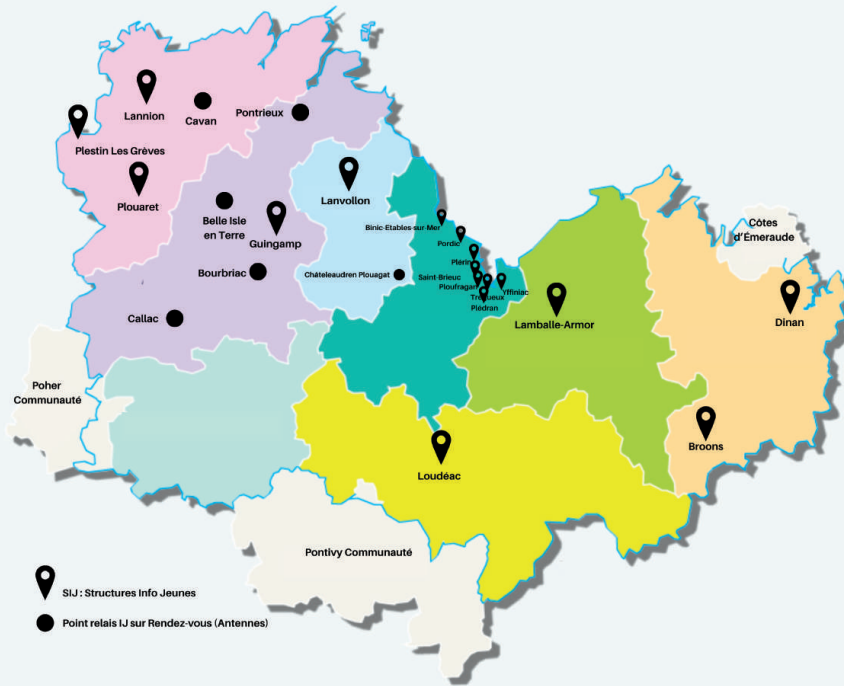 Lannion
Cavan
Pontrieux
Plestin Les Grèves
Plouaret
Belle Isle
en Terre
Guingamp
Lanvollon
Bourbriac
Châteleaudren Plouagat
Callac
Binic-Etables-sur-Mer
Pordic
Plérin
Saint-Brieuc
Ploufragan
Trégueux
Yffiniac
Plédran
Lamballe-Armor
Côtes
d'Émeraude
Dinan
Broons
Poher
Communauté
Loudéac
Pontivy Communauté
SIJ : Structures Info Jeunes
Point relais IJ sur Rendez-vous (Antennes)